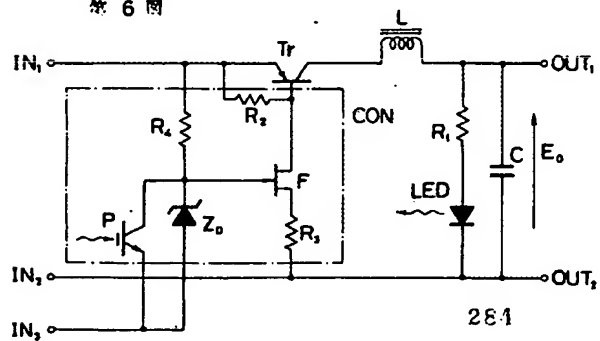 第 6 図
L
Tr
IN₁
OUT₁
R₂
CON
R₄
R₁
C
E₀
F
LED
P
Z_D
R₃
IN₂
OUT₂
284
IN₃